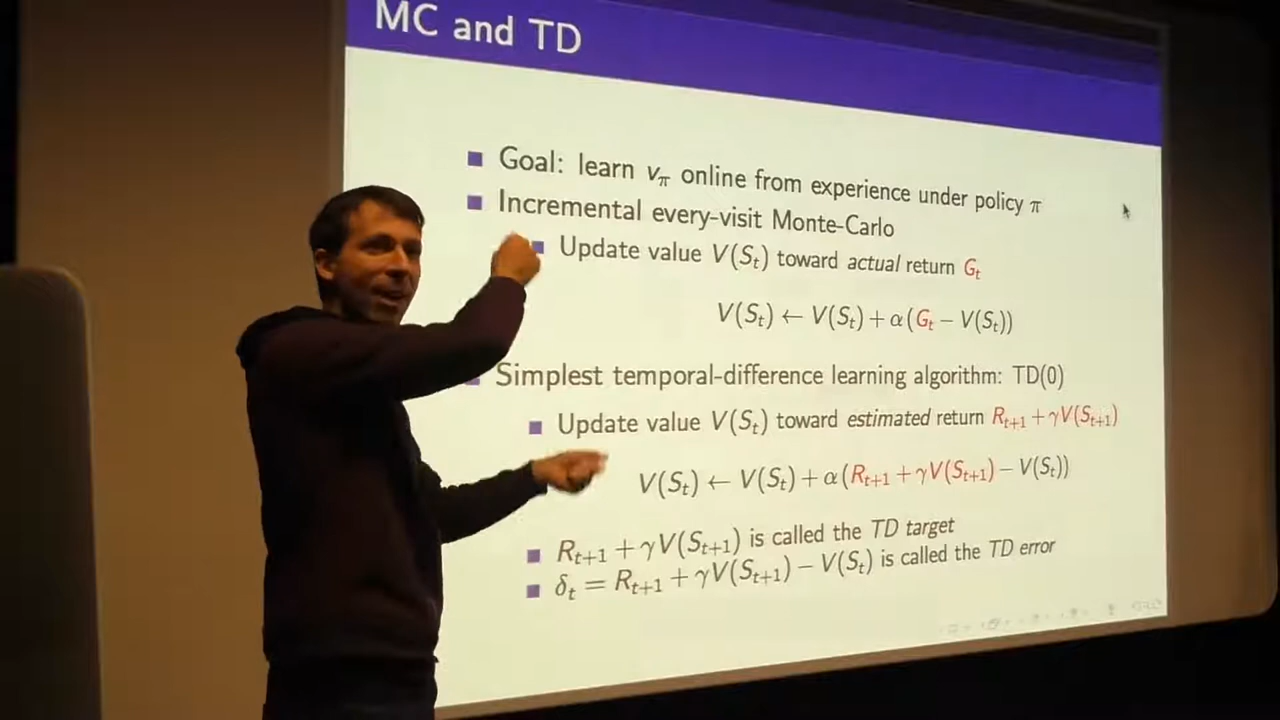 MC and TD
Goal: learn vπ online from experience under policy π
Incremental every-visit Monte-Carlo
Update value V(Sₜ) toward actual return Gₜ
V(Sₜ) ← V(Sₜ) + α(Gₜ − V(Sₜ))
Simplest temporal-difference learning algorithm: TD(0)
Update value V(Sₜ) toward estimated return Rₜ₊₁ + γV(Sₜ₊₁)
V(Sₜ) ← V(Sₜ) + α(Rₜ₊₁ + γV(Sₜ₊₁) − V(Sₜ))
Rₜ₊₁ + γV(Sₜ₊₁) is called the TD target
δₜ = Rₜ₊₁ + γV(Sₜ₊₁) − V(Sₜ) is called the TD error